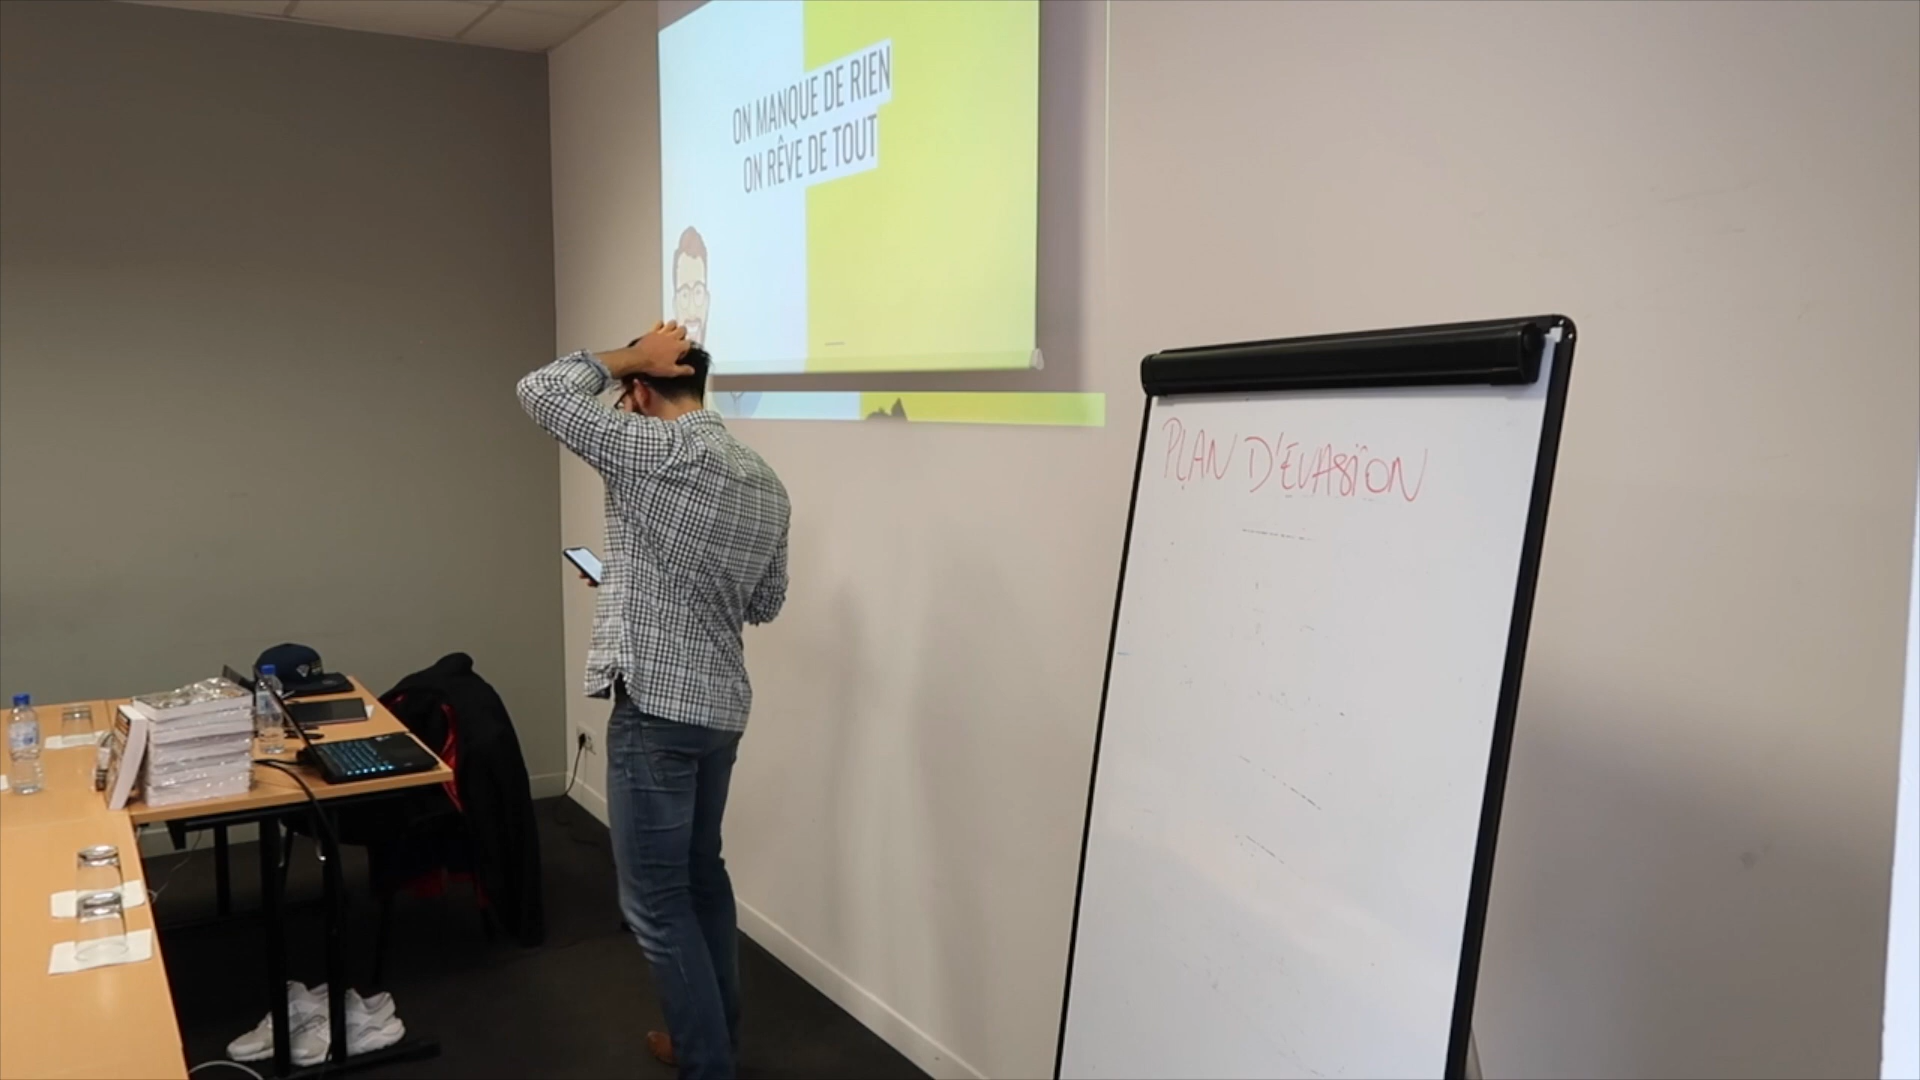 ON MANQUE DE RIEN
ON RÊVE DE TOUT
PLAN D'EVASION